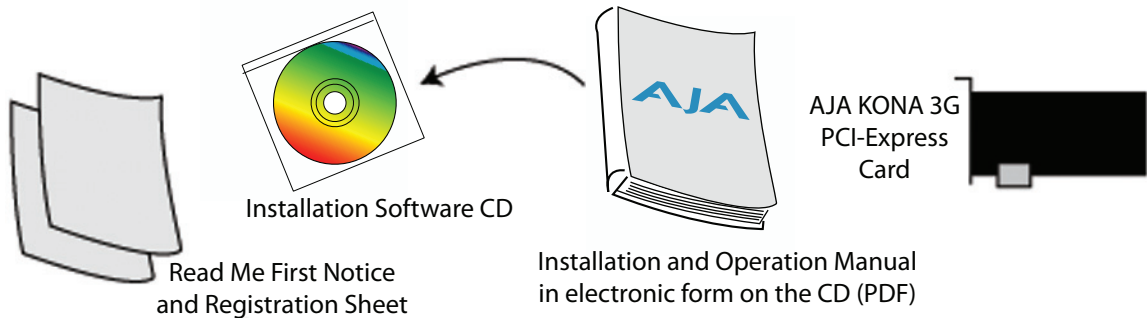 AJA
AJA KONA 3G
PCI-Express
Card
Installation Software CD
Read Me First Notice
and Registration Sheet
Installation and Operation Manual
in electronic form on the CD (PDF)